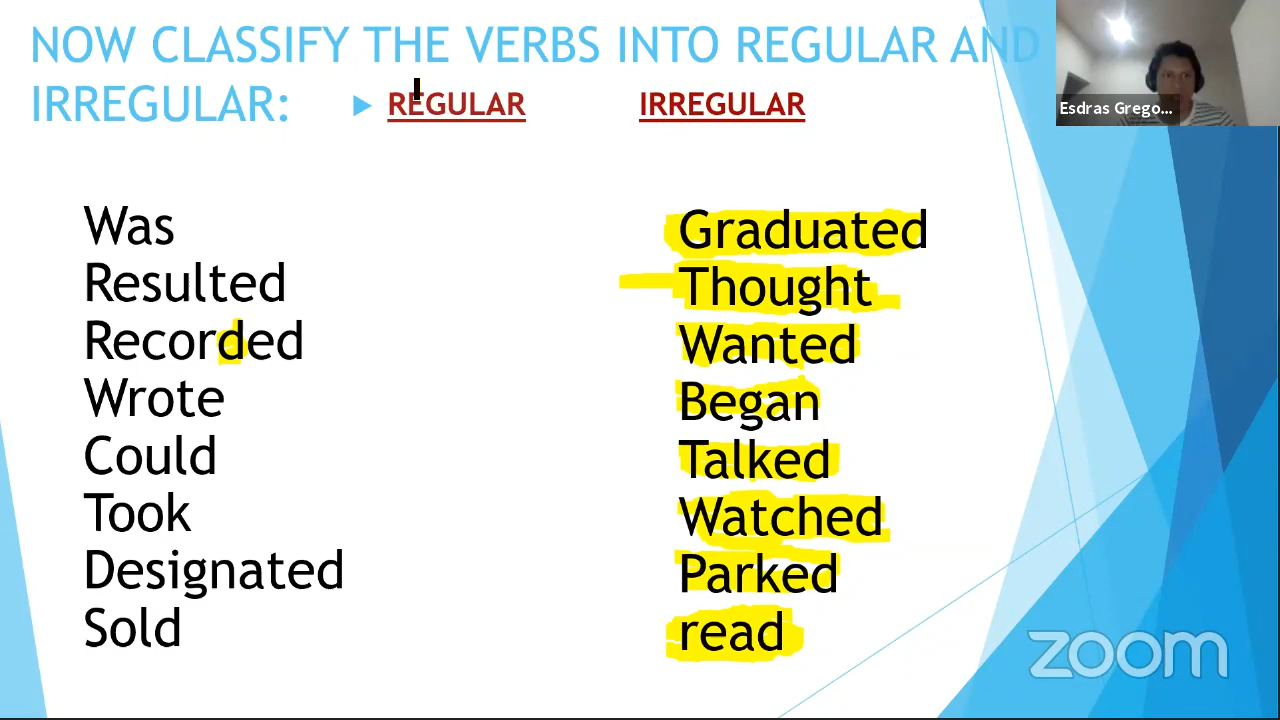 NOW CLASSIFY THE VERBS INTO REGULAR AND
IRREGULAR:
REGULAR IRREGULAR
Esdras Grego...
Was
Resulted
Recorded
Wrote
Could
Took
Designated
Sold
Graduated
Thought
Wanted
Began
Talked
Watched
Parked
read
zoom